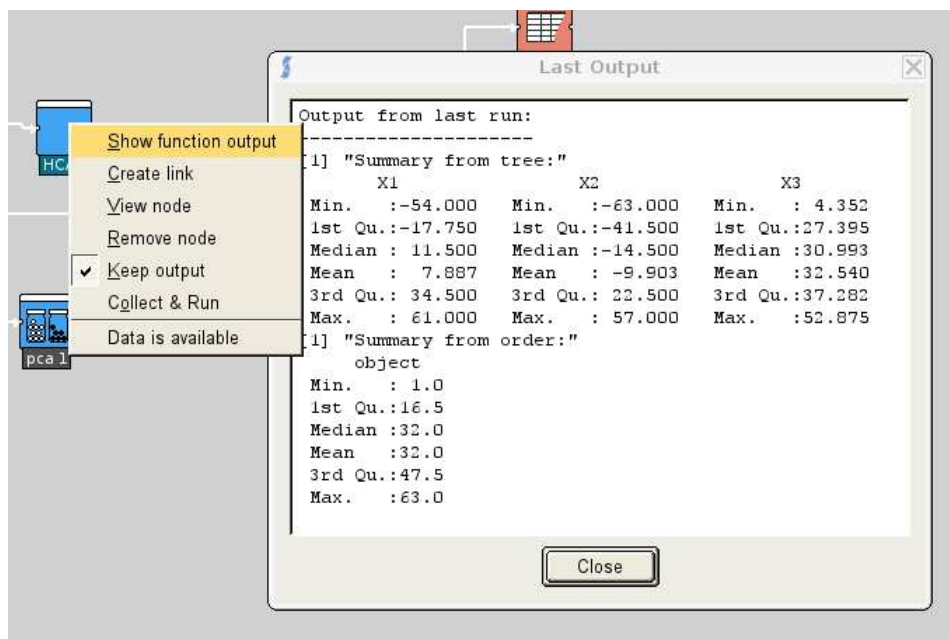 Last Output
Output from last run:
---------------------
[1] "Summary from tree:"
X1 X2 X3
Min. :-54.000 Min. :-63.000 Min. : 4.352
1st Qu.:-17.750 1st Qu.:-41.500 1st Qu.:27.395
Median : 11.500 Median :-14.500 Median :30.993
Mean : 7.887 Mean : -9.903 Mean :32.540
3rd Qu.: 34.500 3rd Qu.: 22.500 3rd Qu.:37.282
Max. : 61.000 Max. : 57.000 Max. :52.875
[1] "Summary from order:"
object
Min. : 1.0
1st Qu.:16.5
Median :32.0
Mean :32.0
3rd Qu.:47.5
Max. :63.0
Close
HCA
Show function output
Create link
View node
Remove node
Keep output
Collect & Run
Data is available
pca 1